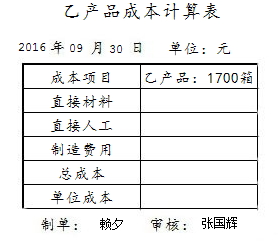 乙产品成本计算表
2016 年 09 月 30 日 单位：元
成本项目 乙产品：1700箱
直接材料
直接人工
制造费用
总成本
单位成本
制单： 赖夕 审核： 张国辉